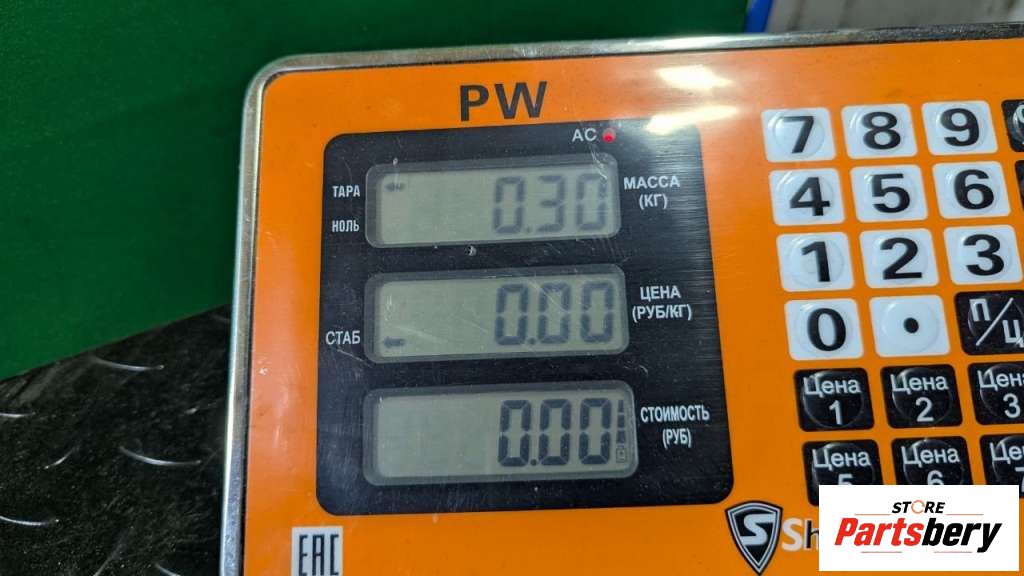 PW
AC
ТАРА
0.30
МАССА
(КГ)
НОЛЬ
0.00
ЦЕНА
(РУБ/КГ)
СТАБ
0.00
СТОИМОСТЬ
(РУБ)
7 8 9
4 5 6
1 2 3
0 . П/Ц
Цена 1
Цена 2
Цена 3
Цена 5
Цена 6
EAC
STORE
Partsbery